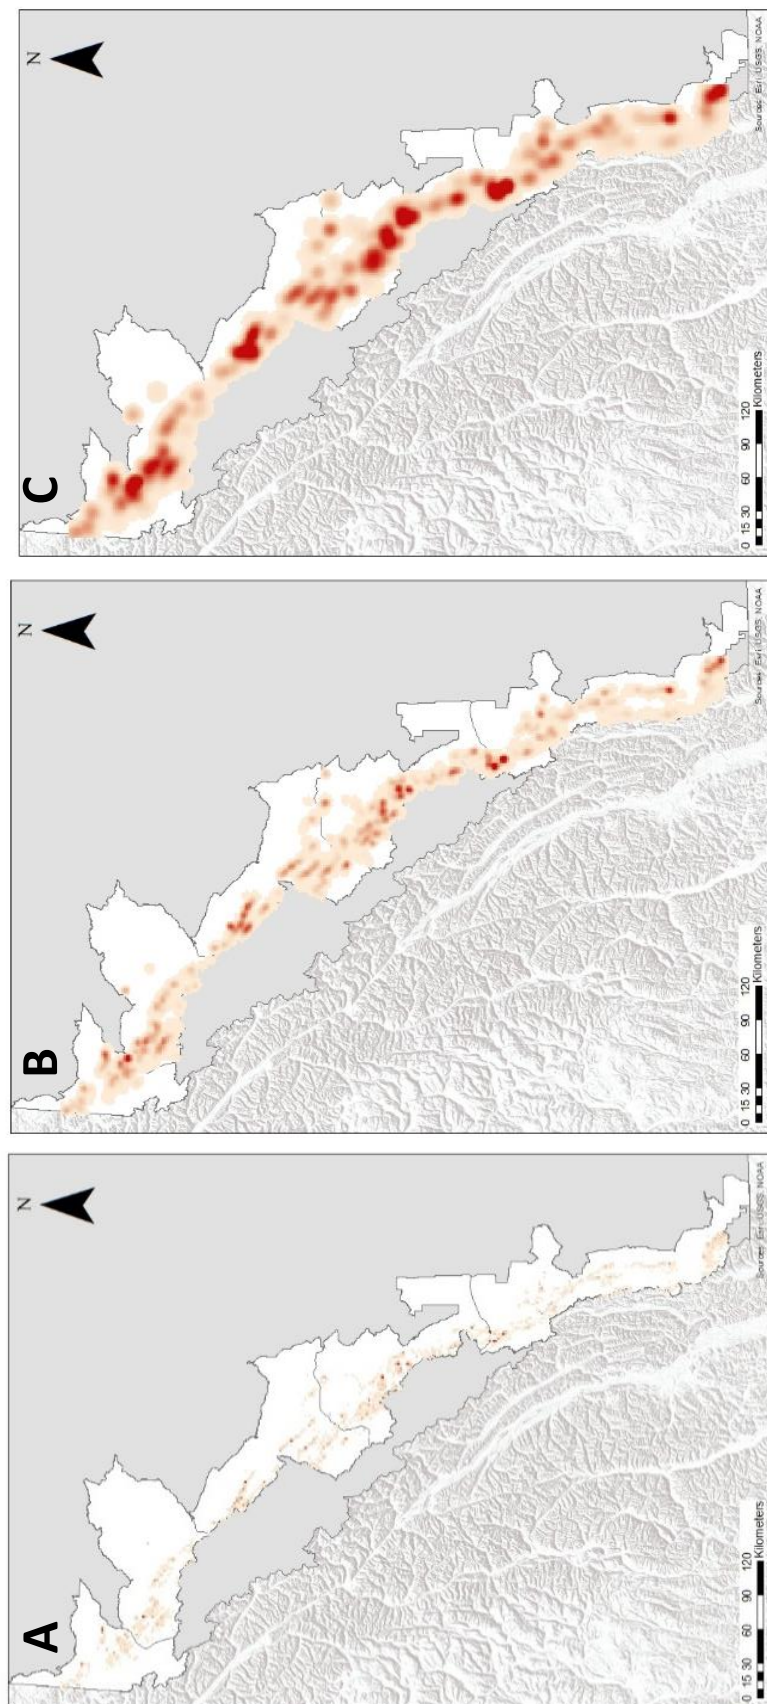 A
N
0 15 30 60 90 120
Kilometers
Sources: Esri, USGS, NOAA
B
N
0 15 30 60 90 120
Kilometers
Sources: Esri, USGS, NOAA
C
N
0 15 30 60 90 120
Kilometers
Sources: Esri, USGS, NOAA